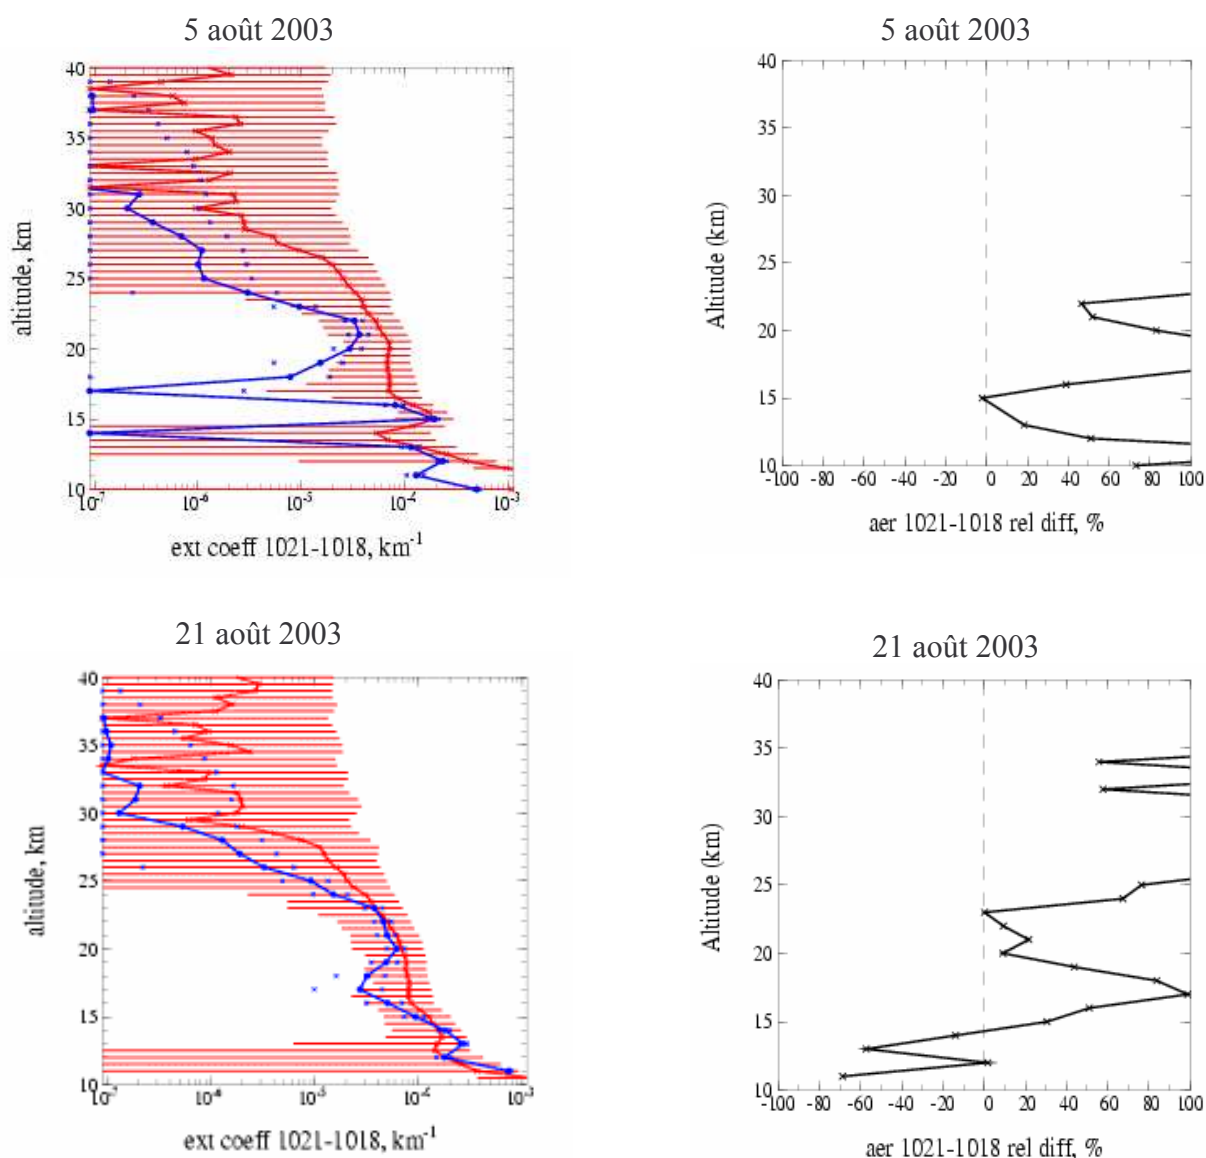 5 août 2003
5 août 2003
40
35
30
25
20
15
10
altitude, km
10-7
10-6
10-5
10-4
10-3
ext coeff 1021-1018, km-1
40
35
30
25
20
15
10
Altitude (km)
-100 -80 -60 -40 -20 0 20 40 60 80 100
aer 1021-1018 rel diff, %
21 août 2003
21 août 2003
40
35
30
25
20
15
10
altitude, km
10-7
10-6
10-5
10-4
10-3
ext coeff 1021-1018, km-1
40
35
30
25
20
15
10
Altitude (km)
-100 -80 -60 -40 -20 0 20 40 60 80 100
aer 1021-1018 rel diff, %